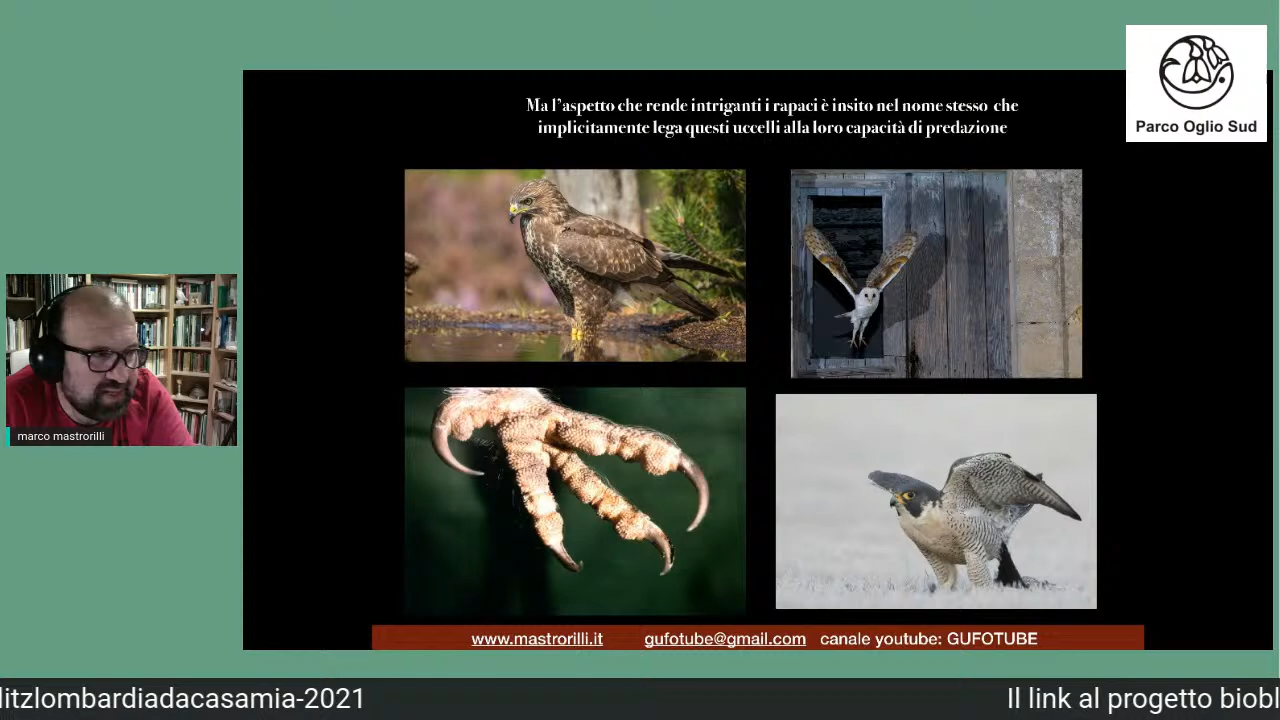 Ma l'aspetto che rende intriganti i rapaci è insito nel nome stesso che
implicitamente lega questi uccelli alla loro capacità di predazione
Parco Oglio Sud
marco mastrorilli
www.mastrorilli.it gufotube@gmail.com canale youtube: GUFOTUBE
litzlombardiadacasamia-2021 Il link al progetto biobl